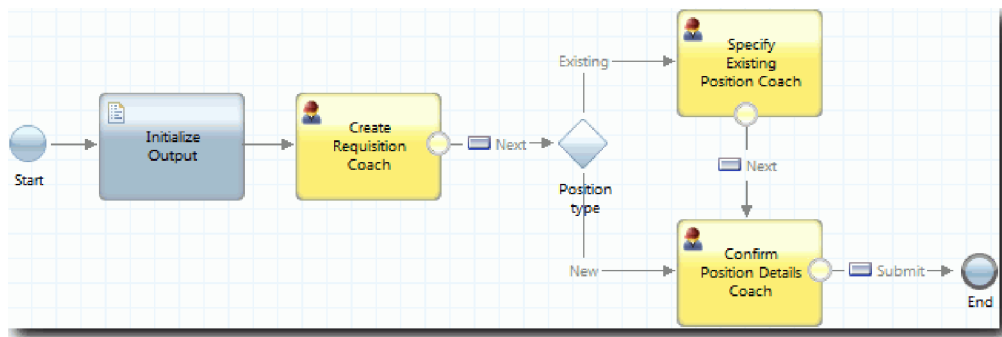 Start
Initialize
Output
Create
Requisition
Coach
Next
Position
type
Existing
Specify
Existing
Position Coach
Next
New
Confirm
Position Details
Coach
Submit
End